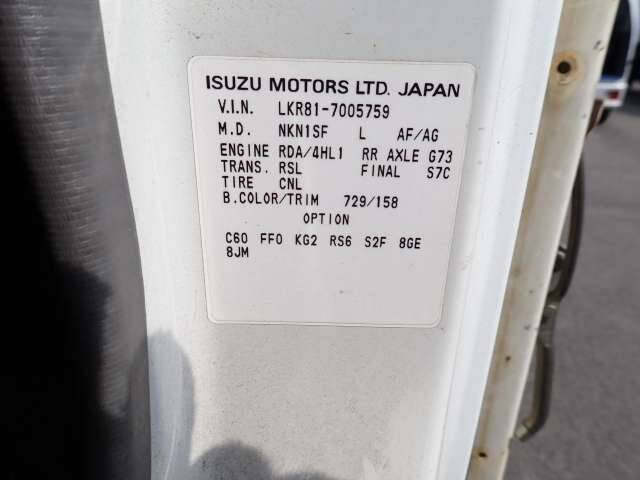 ISUZU MOTORS LTD. JAPAN
V.I.N. LKR81-7005759
M.D. NKN1SF L AF/AG
ENGINE RDA/4HL1 RR AXLE G73
TRANS. RSL FINAL S7C
TIRE CNL
B.COLOR/TRIM 729/158
OPTION
C60 FF0 KG2 RS6 S2F 8GE
8JM